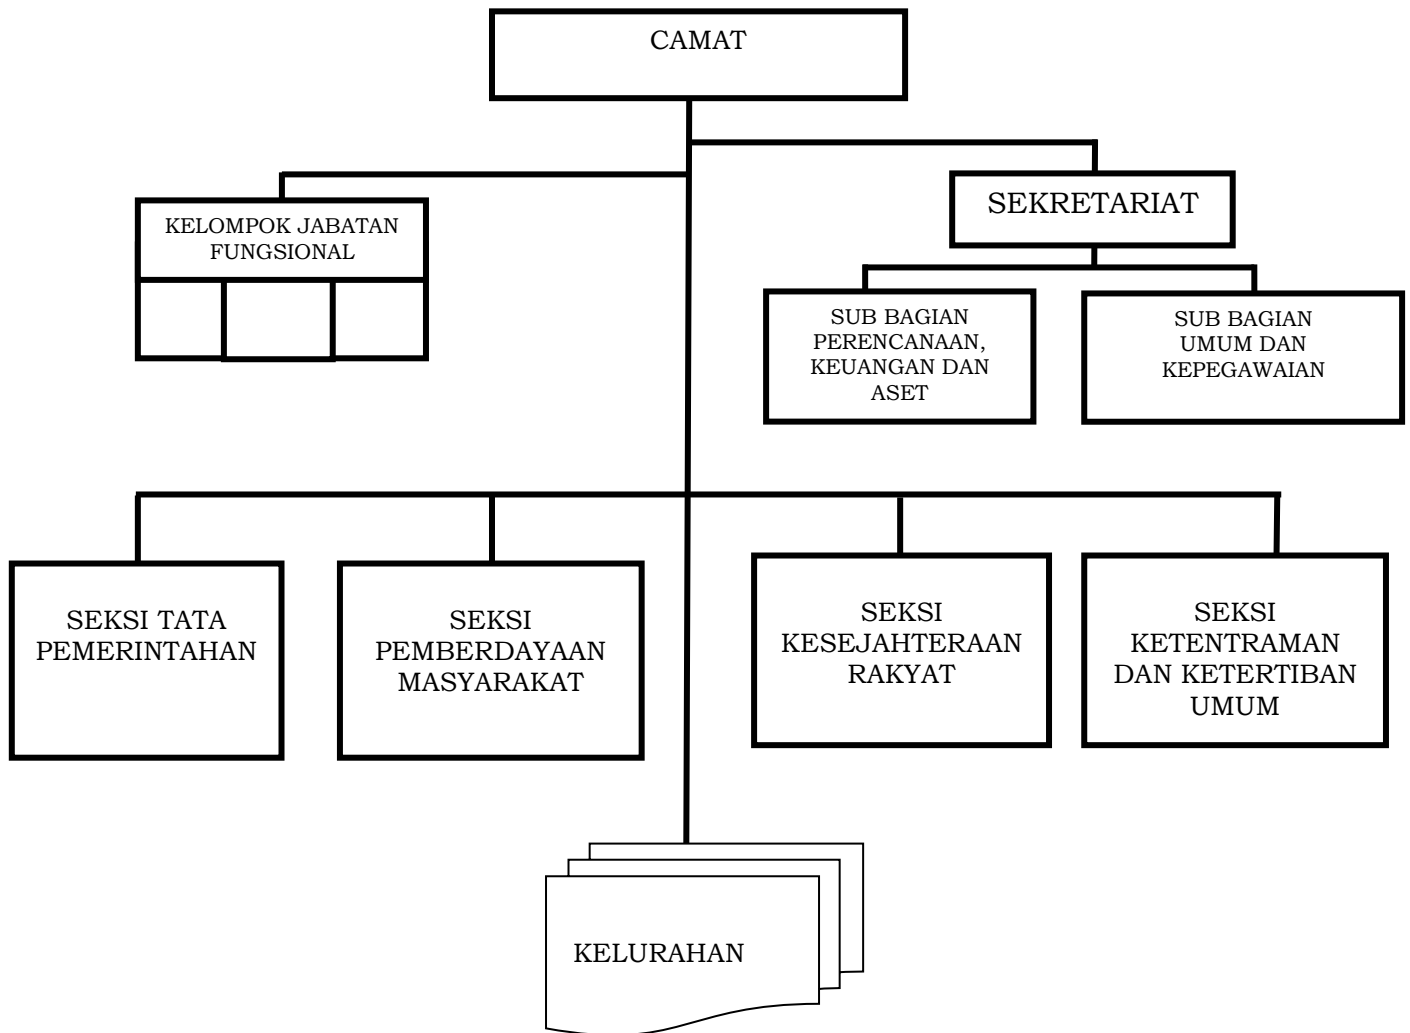 CAMAT
KELOMPOK JABATAN
FUNGSIONAL
SEKRETARIAT
SUB BAGIAN
PERENCANAAN,
KEUANGAN DAN
ASET
SUB BAGIAN
UMUM DAN
KEPEGAWAIAN
SEKSI TATA
PEMERINTAHAN
SEKSI
PEMBERDAYAAN
MASYARAKAT
SEKSI
KESEJAHTERAAN
RAKYAT
SEKSI
KETENTRAMAN
DAN KETERTIBAN
UMUM
KELURAHAN